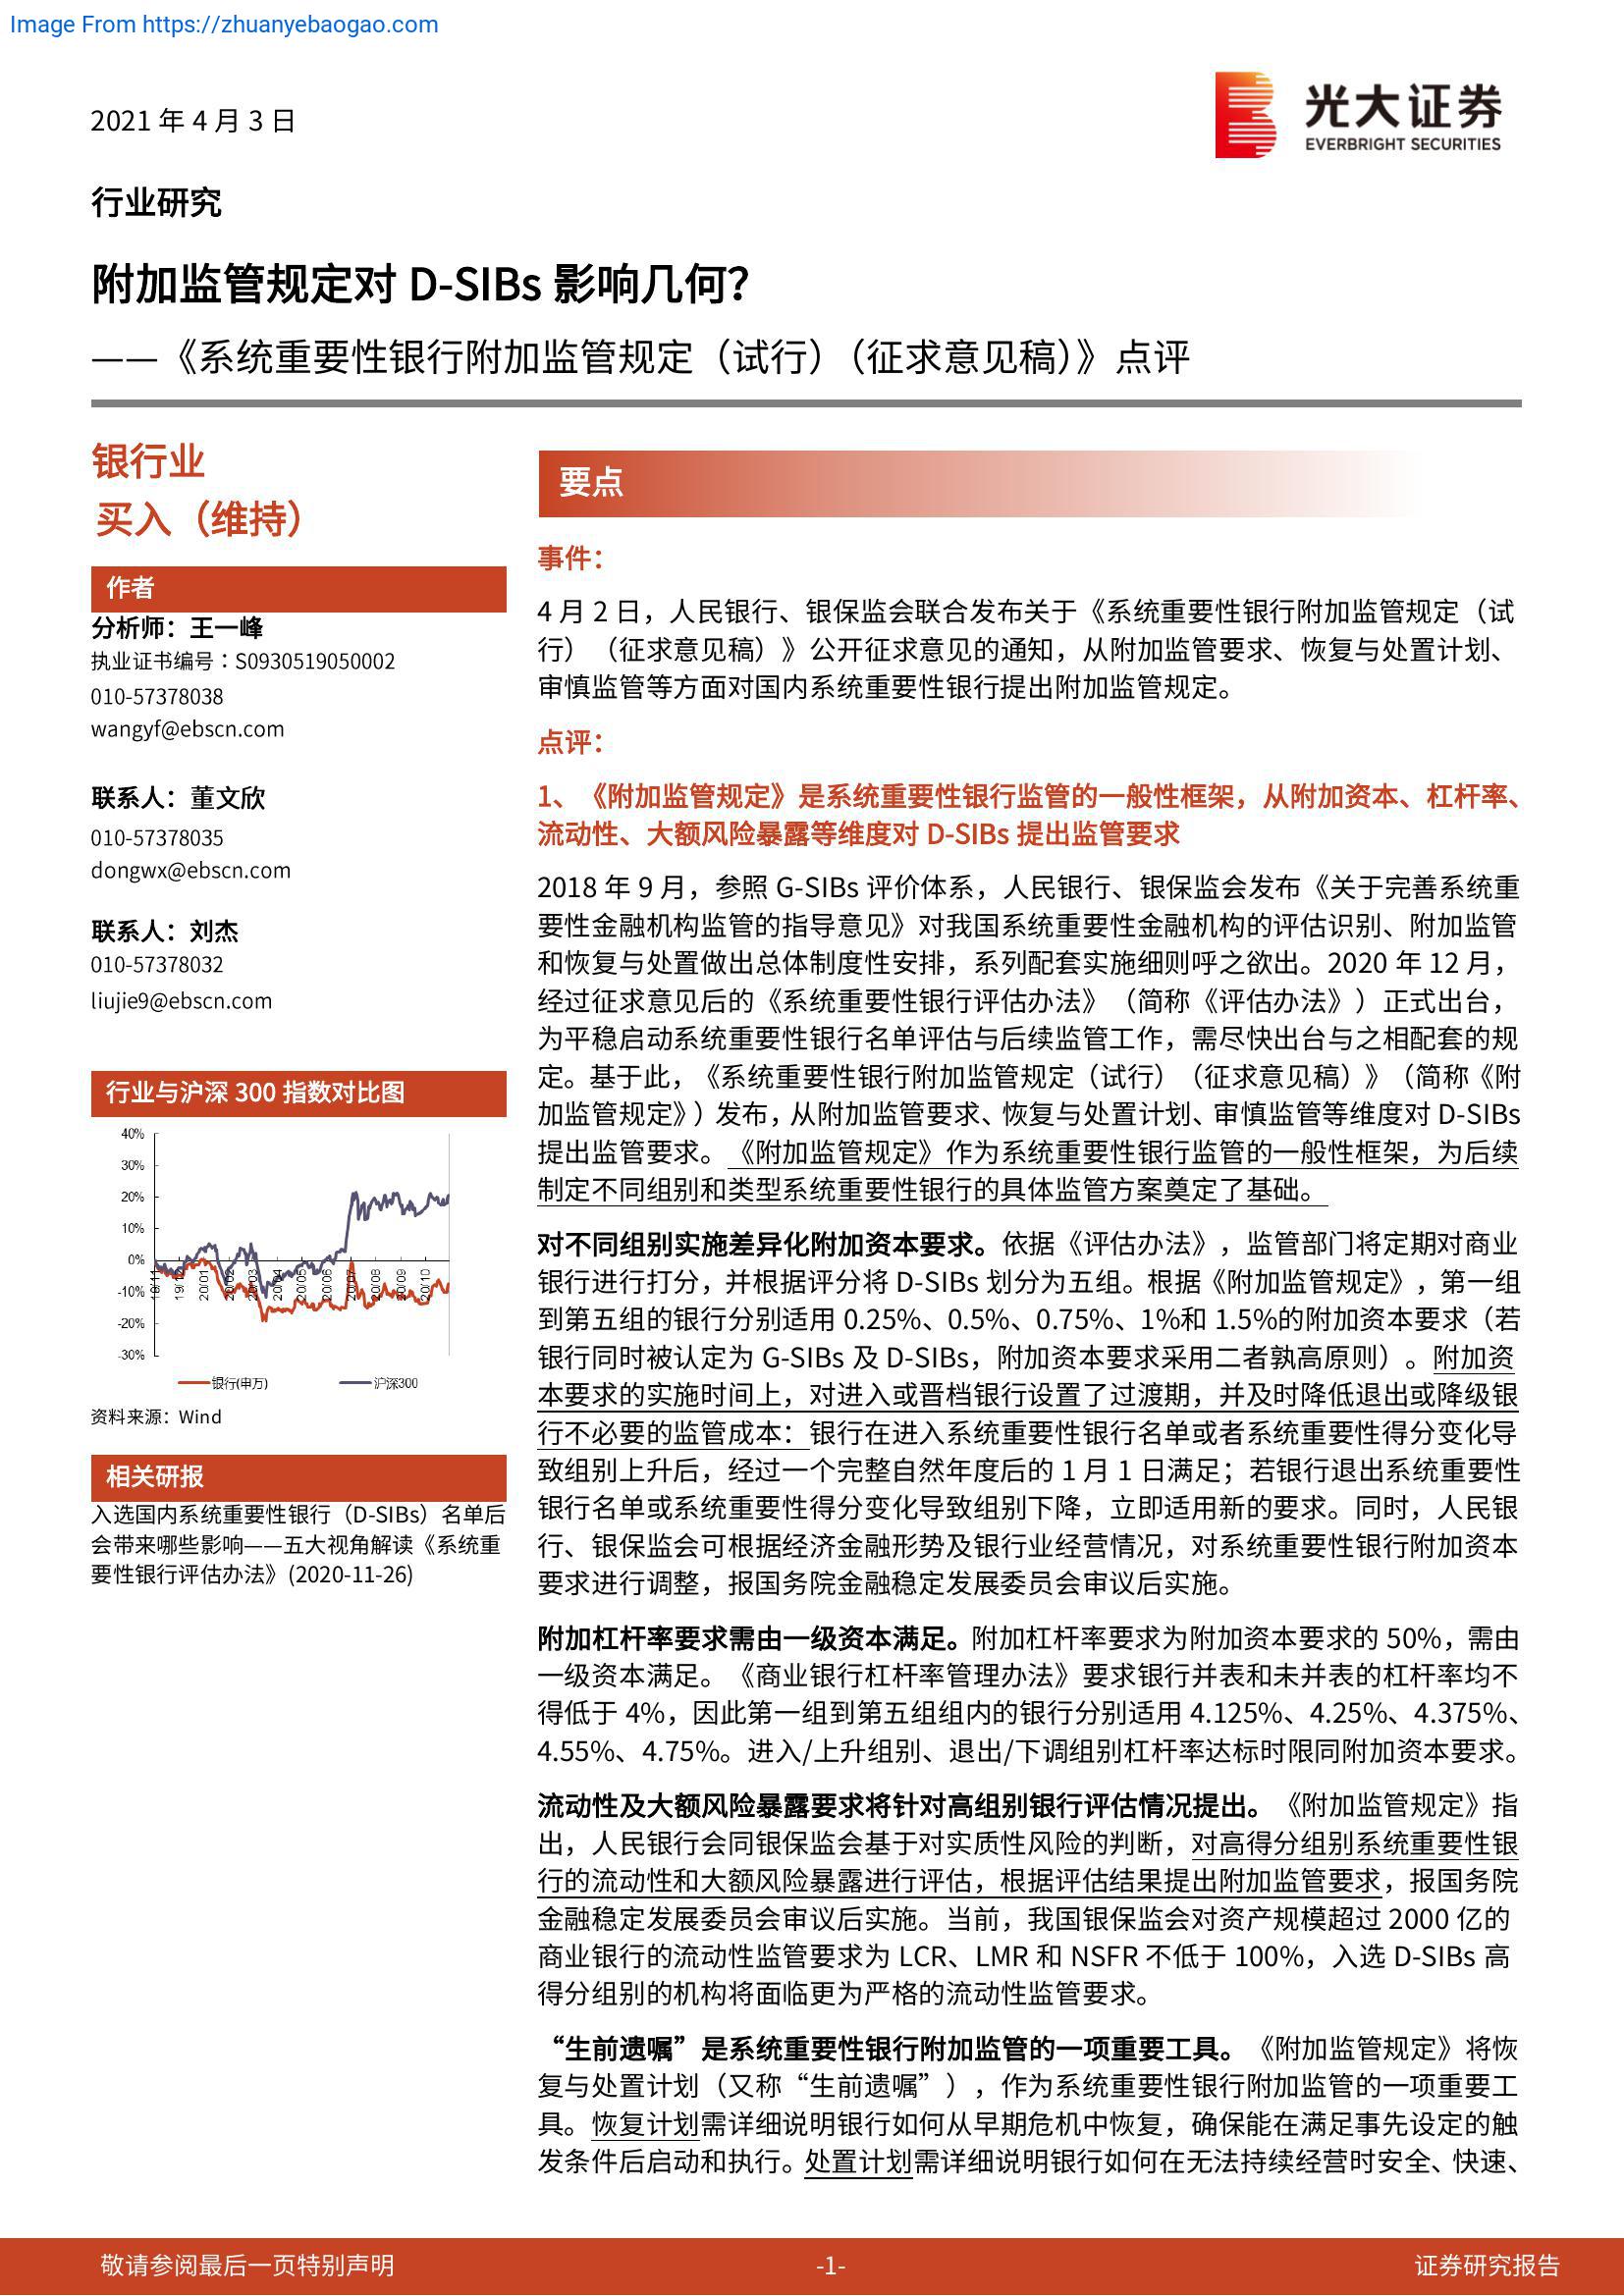 Image From https://zhuanyebaogao.com
2021 年 4 月 3 日
光大证券
EVERBRIGHT SECURITIES
行业研究
附加监管规定对 D-SIBs 影响几何？
——《系统重要性银行附加监管规定（试行）（征求意见稿）》点评
银行业
买入（维持）
作者
分析师：王一峰
执业证书编号：S0930519050002
010-57378038
wangyf@ebscn.com
联系人：董文欣
010-57378035
dongwx@ebscn.com
联系人：刘杰
010-57378032
liujie9@ebscn.com
行业与沪深 300 指数对比图
40%
30%
20%
10%
0%
-10%
-20%
-30%
20/01
20/02
20/03
20/04
20/05
20/06
20/08
20/09
20/10
银行(申万)
沪深300
资料来源：Wind
相关研报
入选国内系统重要性银行（D-SIBs）名单后
会带来哪些影响——五大视角解读《系统重
要性银行评估办法》(2020-11-26)
要点
事件：
4 月 2 日，人民银行、银保监会联合发布关于《系统重要性银行附加监管规定（试
行）（征求意见稿）》公开征求意见的通知，从附加监管要求、恢复与处置计划、
审慎监管等方面对国内系统重要性银行提出附加监管规定。
点评：
1、《附加监管规定》是系统重要性银行监管的一般性框架，从附加资本、杠杆率、
流动性、大额风险暴露等维度对 D-SIBs 提出监管要求
2018 年 9 月，参照 G-SIBs 评价体系，人民银行、银保监会发布《关于完善系统重
要性金融机构监管的指导意见》对我国系统重要性金融机构的评估识别、附加监管
和恢复与处置做出总体制度性安排，系列配套实施细则呼之欲出。2020 年 12 月，
经过征求意见后的《系统重要性银行评估办法》（简称《评估办法》）正式出台，
为平稳启动系统重要性银行名单评估与后续监管工作，需尽快出台与之相配套的规
定。基于此，《系统重要性银行附加监管规定（试行）（征求意见稿）》（简称《附
加监管规定》）发布，从附加监管要求、恢复与处置计划、审慎监管等维度对 D-SIBs
提出监管要求。《附加监管规定》作为系统重要性银行监管的一般性框架，为后续
制定不同组别和类型系统重要性银行的具体监管方案奠定了基础。
对不同组别实施差异化附加资本要求。依据《评估办法》，监管部门将定期对商业
银行进行打分，并根据评分将 D-SIBs 划分为五组。根据《附加监管规定》，第一组
到第五组的银行分别适用 0.25%、0.5%、0.75%、1%和 1.5%的附加资本要求（若
银行同时被认定为 G-SIBs 及 D-SIBs，附加资本要求采用二者孰高原则）。附加资
本要求的实施时间上，对进入或晋档银行设置了过渡期，并及时降低退出或降级银
行不必要的监管成本：银行在进入系统重要性银行名单或者系统重要性得分变化导
致组别上升后，经过一个完整自然年度后的 1 月 1 日满足；若银行退出系统重要性
银行名单或系统重要性得分变化导致组别下降，立即适用新的要求。同时，人民银
行、银保监会可根据经济金融形势及银行业经营情况，对系统重要性银行附加资本
要求进行调整，报国务院金融稳定发展委员会审议后实施。
附加杠杆率要求需由一级资本满足。附加杠杆率要求为附加资本要求的 50%，需由
一级资本满足。《商业银行杠杆率管理办法》要求银行并表和未并表的杠杆率均不
得低于 4%，因此第一组到第五组组内的银行分别适用 4.125%、4.25%、4.375%、
4.55%、4.75%。进入/上升组别、退出/下调组别杠杆率达标时限同附加资本要求。
流动性及大额风险暴露要求将针对高组别银行评估情况提出。《附加监管规定》指
出，人民银行会同银保监会基于对实质性风险的判断，对高得分组别系统重要性银
行的流动性和大额风险暴露进行评估，根据评估结果提出附加监管要求，报国务院
金融稳定发展委员会审议后实施。当前，我国银保监会对资产规模超过 2000 亿的
商业银行的流动性监管要求为 LCR、LMR 和 NSFR 不低于 100%，入选 D-SIBs 高
得分组别的机构将面临更为严格的流动性监管要求。
“生前遗嘱”是系统重要性银行附加监管的一项重要工具。《附加监管规定》将恢
复与处置计划（又称“生前遗嘱”），作为系统重要性银行附加监管的一项重要工
具。恢复计划需详细说明银行如何从早期危机中恢复，确保能在满足事先设定的触
发条件后启动和执行。处置计划需详细说明银行如何在无法持续经营时安全、快速、
敬请参阅最后一页特别声明
-1-
证券研究报告